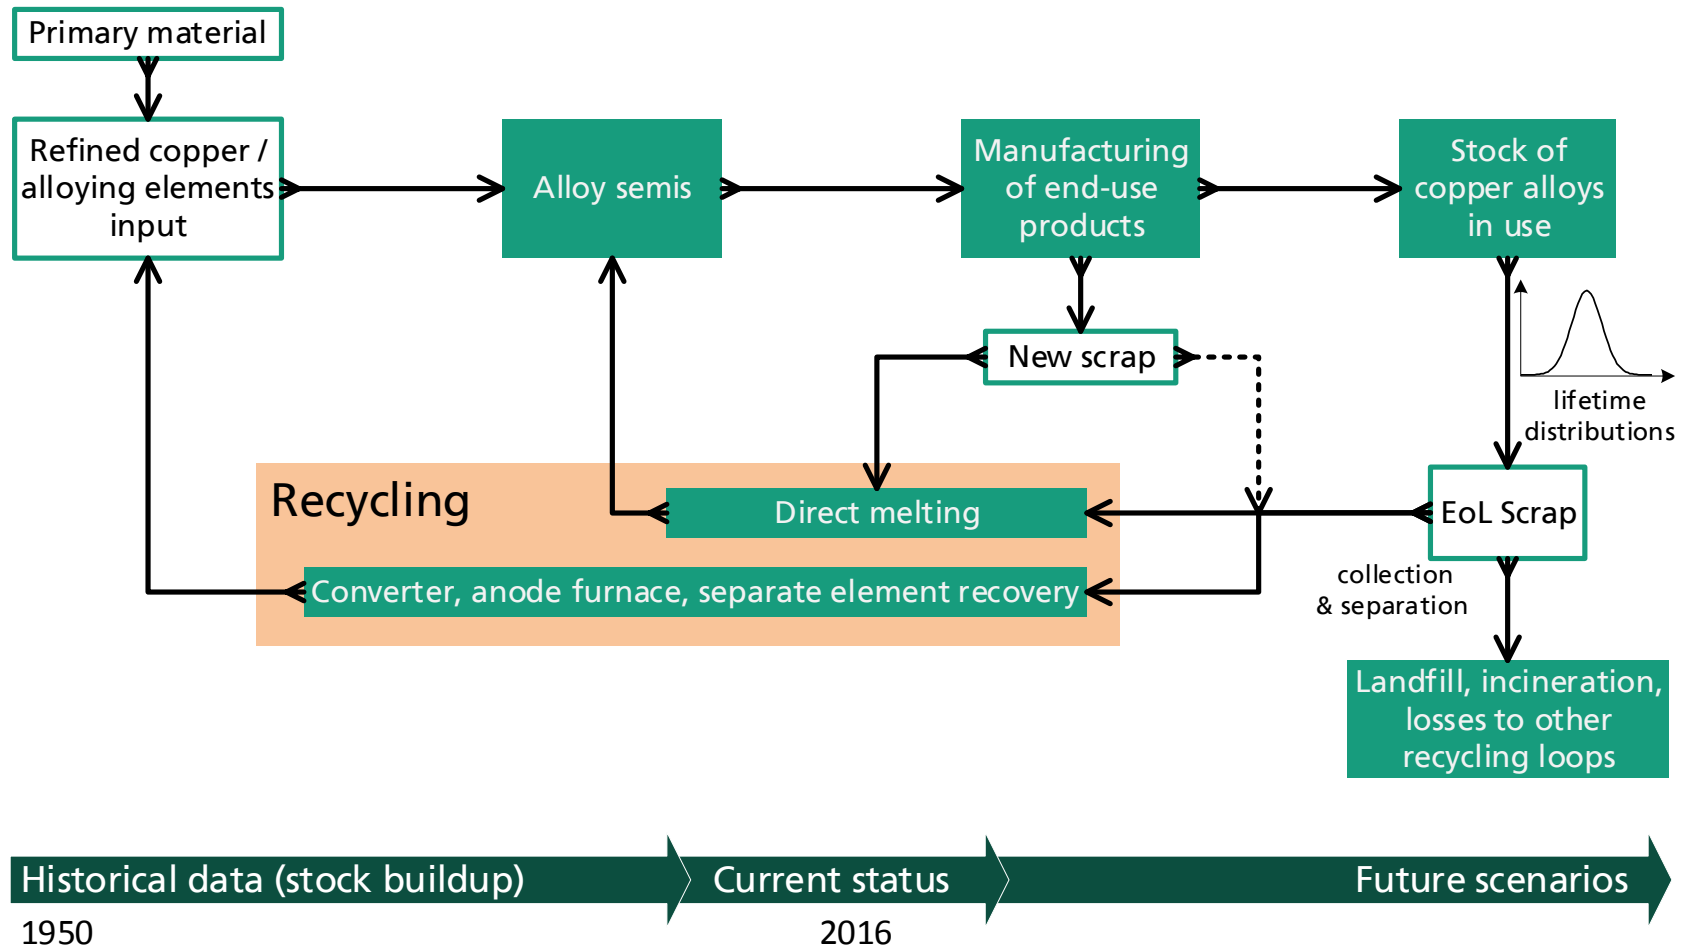 Primary material
Refined copper /
alloying elements
input
Alloy semis
Manufacturing
of end-use
products
Stock of
copper alloys
in use
New scrap
lifetime
distributions
Recycling
Direct melting
EoL Scrap
Converter, anode furnace, separate element recovery
collection
& separation
Landfill, incineration,
losses to other
recycling loops
Historical data (stock buildup)
Current status
Future scenarios
1950
2016